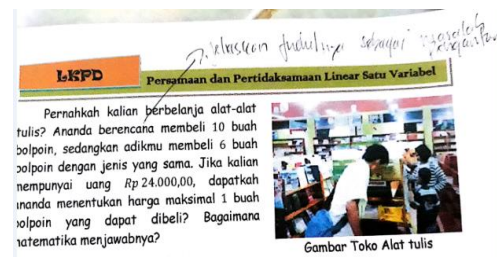 sebagai masalah
LKPD
Persamaan dan Pertidaksamaan Linear Satu Variabel
Pernahkah kalian berbelanja alat-alat
tulis? Ananda berencana membeli 10 buah
bolpoin, sedangkan adikmu membeli 6 buah
bolpoin dengan jenis yang sama. Jika kalian
mempunyai uang Rp 24.000,00, dapatkah
ananda menentukan harga maksimal 1 buah
bolpoin yang dapat dibeli? Bagaimana
matematika menjawabnya?
Gambar Toko Alat tulis